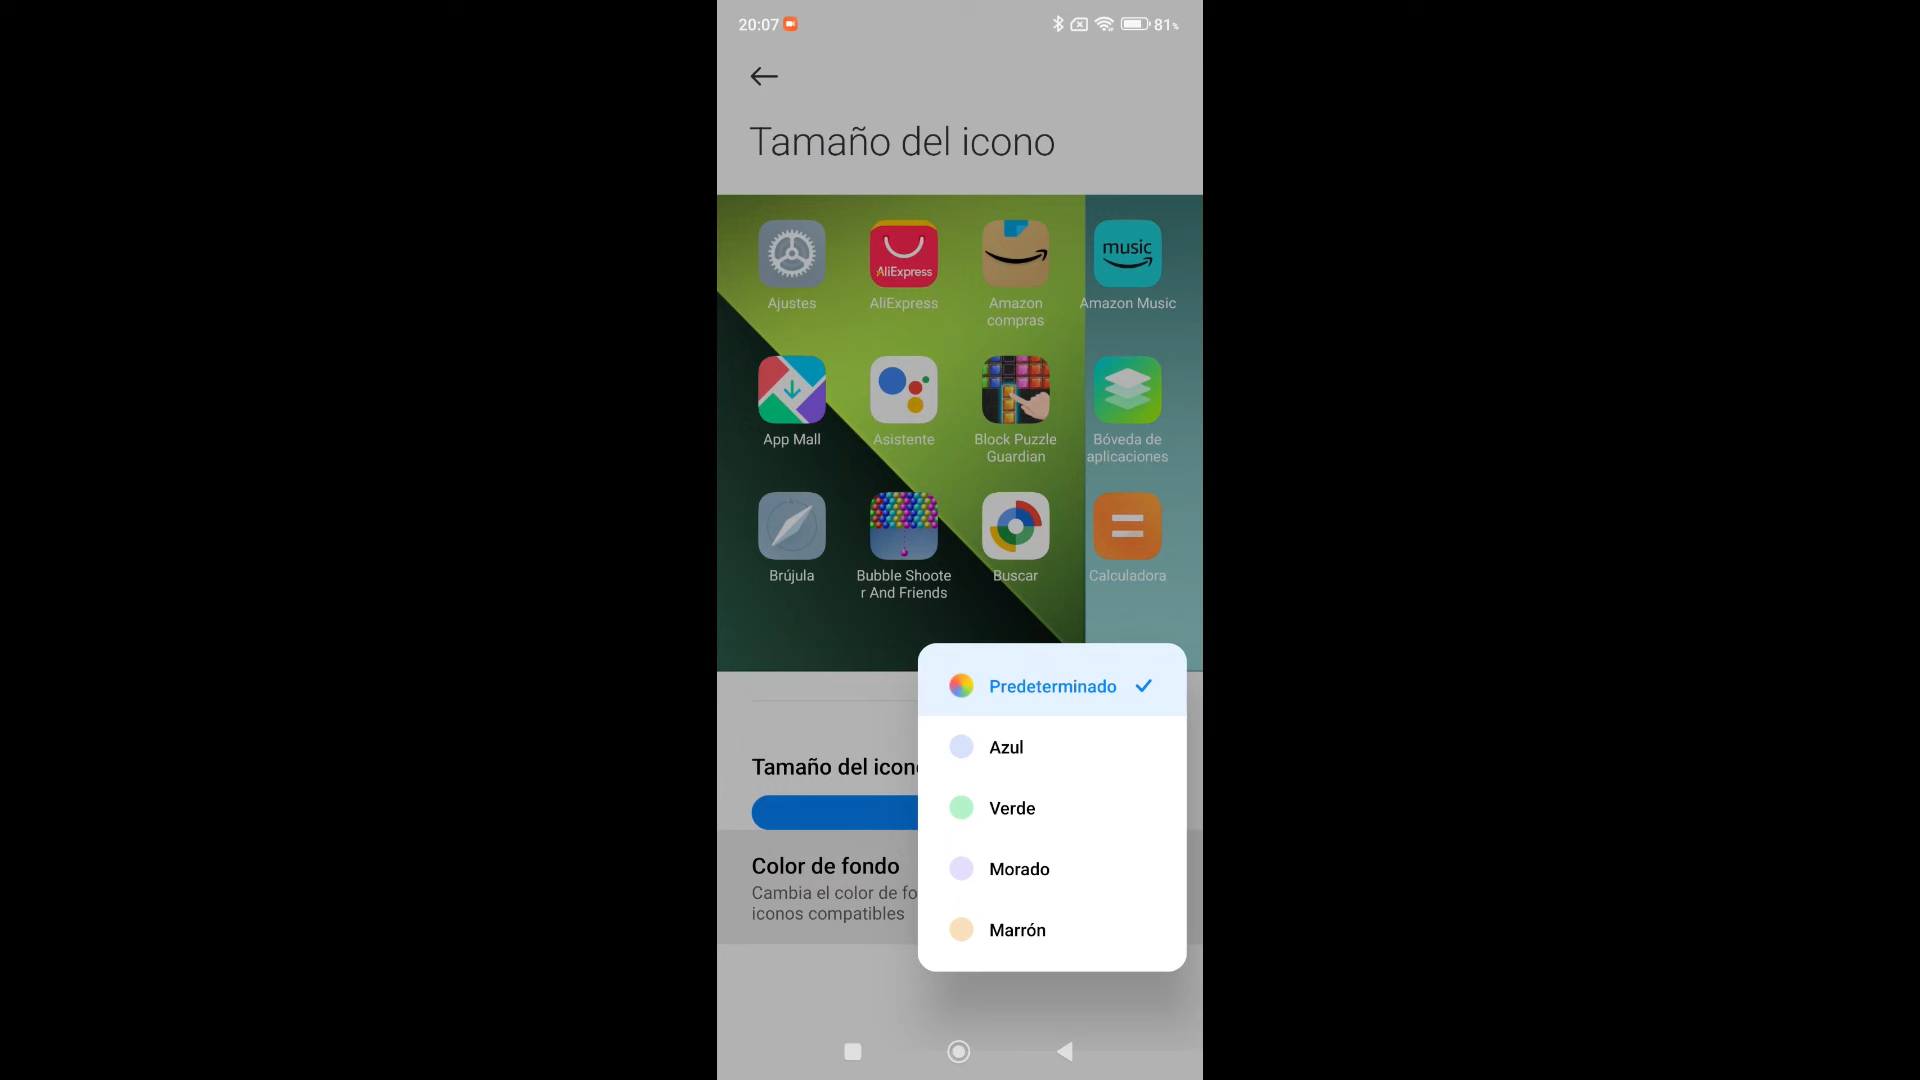 20:07
81%
Tamaño del icono
music
AliExpress
Ajustes
AliExpress
Amazon
compras
Amazon Music
App Mall
Asistente
Block Puzzle
Guardian
Bóveda de
aplicaciones
Brújula
Bubble Shoote
r And Friends
Buscar
Calculadora
Predeterminado
Azul
Tamaño del icono
Verde
Color de fondo
Morado
Cambia el color de fo
iconos compatibles
Marrón